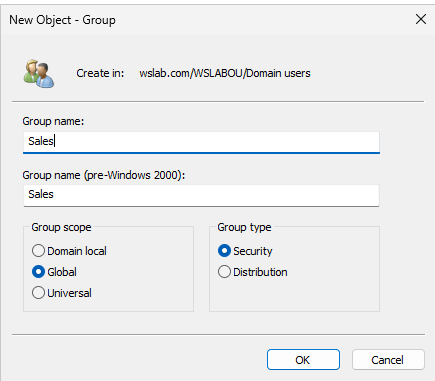 New Object - Group
Create in: wslab.com/WSLABOU/Domain users
Group name:
Sales
Group name (pre-Windows 2000):
Sales
Group scope
Domain local
Global
Universal
Group type
Security
Distribution
OK Cancel